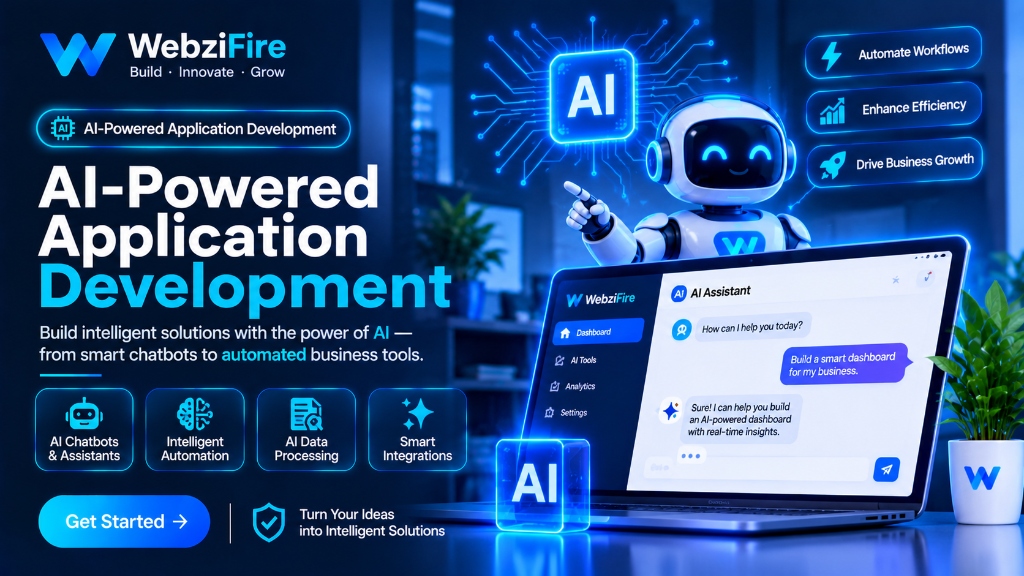 WebziFire
Build · Innovate · Grow
AI
AI-Powered Application Development
AI-Powered
Application
Development
Build intelligent solutions with the power of AI —
from smart chatbots to automated business tools.
AI Chatbots
& Assistants
Intelligent
Automation
AI Data
Processing
Smart
Integrations
Get Started →
Turn Your Ideas
into Intelligent Solutions
AI
Automate Workflows
Enhance Efficiency
Drive Business Growth
W
WebziFire
Dashboard
AI Tools
Analytics
Settings
AI
AI Assistant
How can I help you today?
Build a smart dashboard
for my business.
Sure! I can help you build
an AI-powered dashboard
with real-time insights.
AI
W